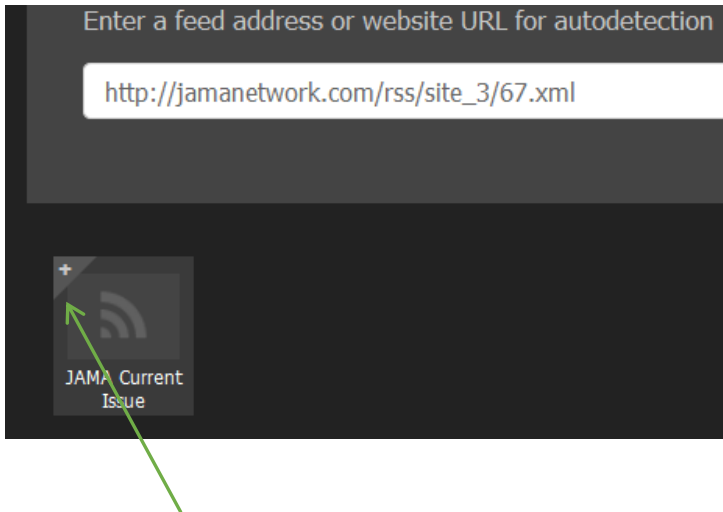 Enter a feed address or website URL for autodetection
http://jamanetwork.com/rss/site_3/67.xml
+
JAMA Current
Issue